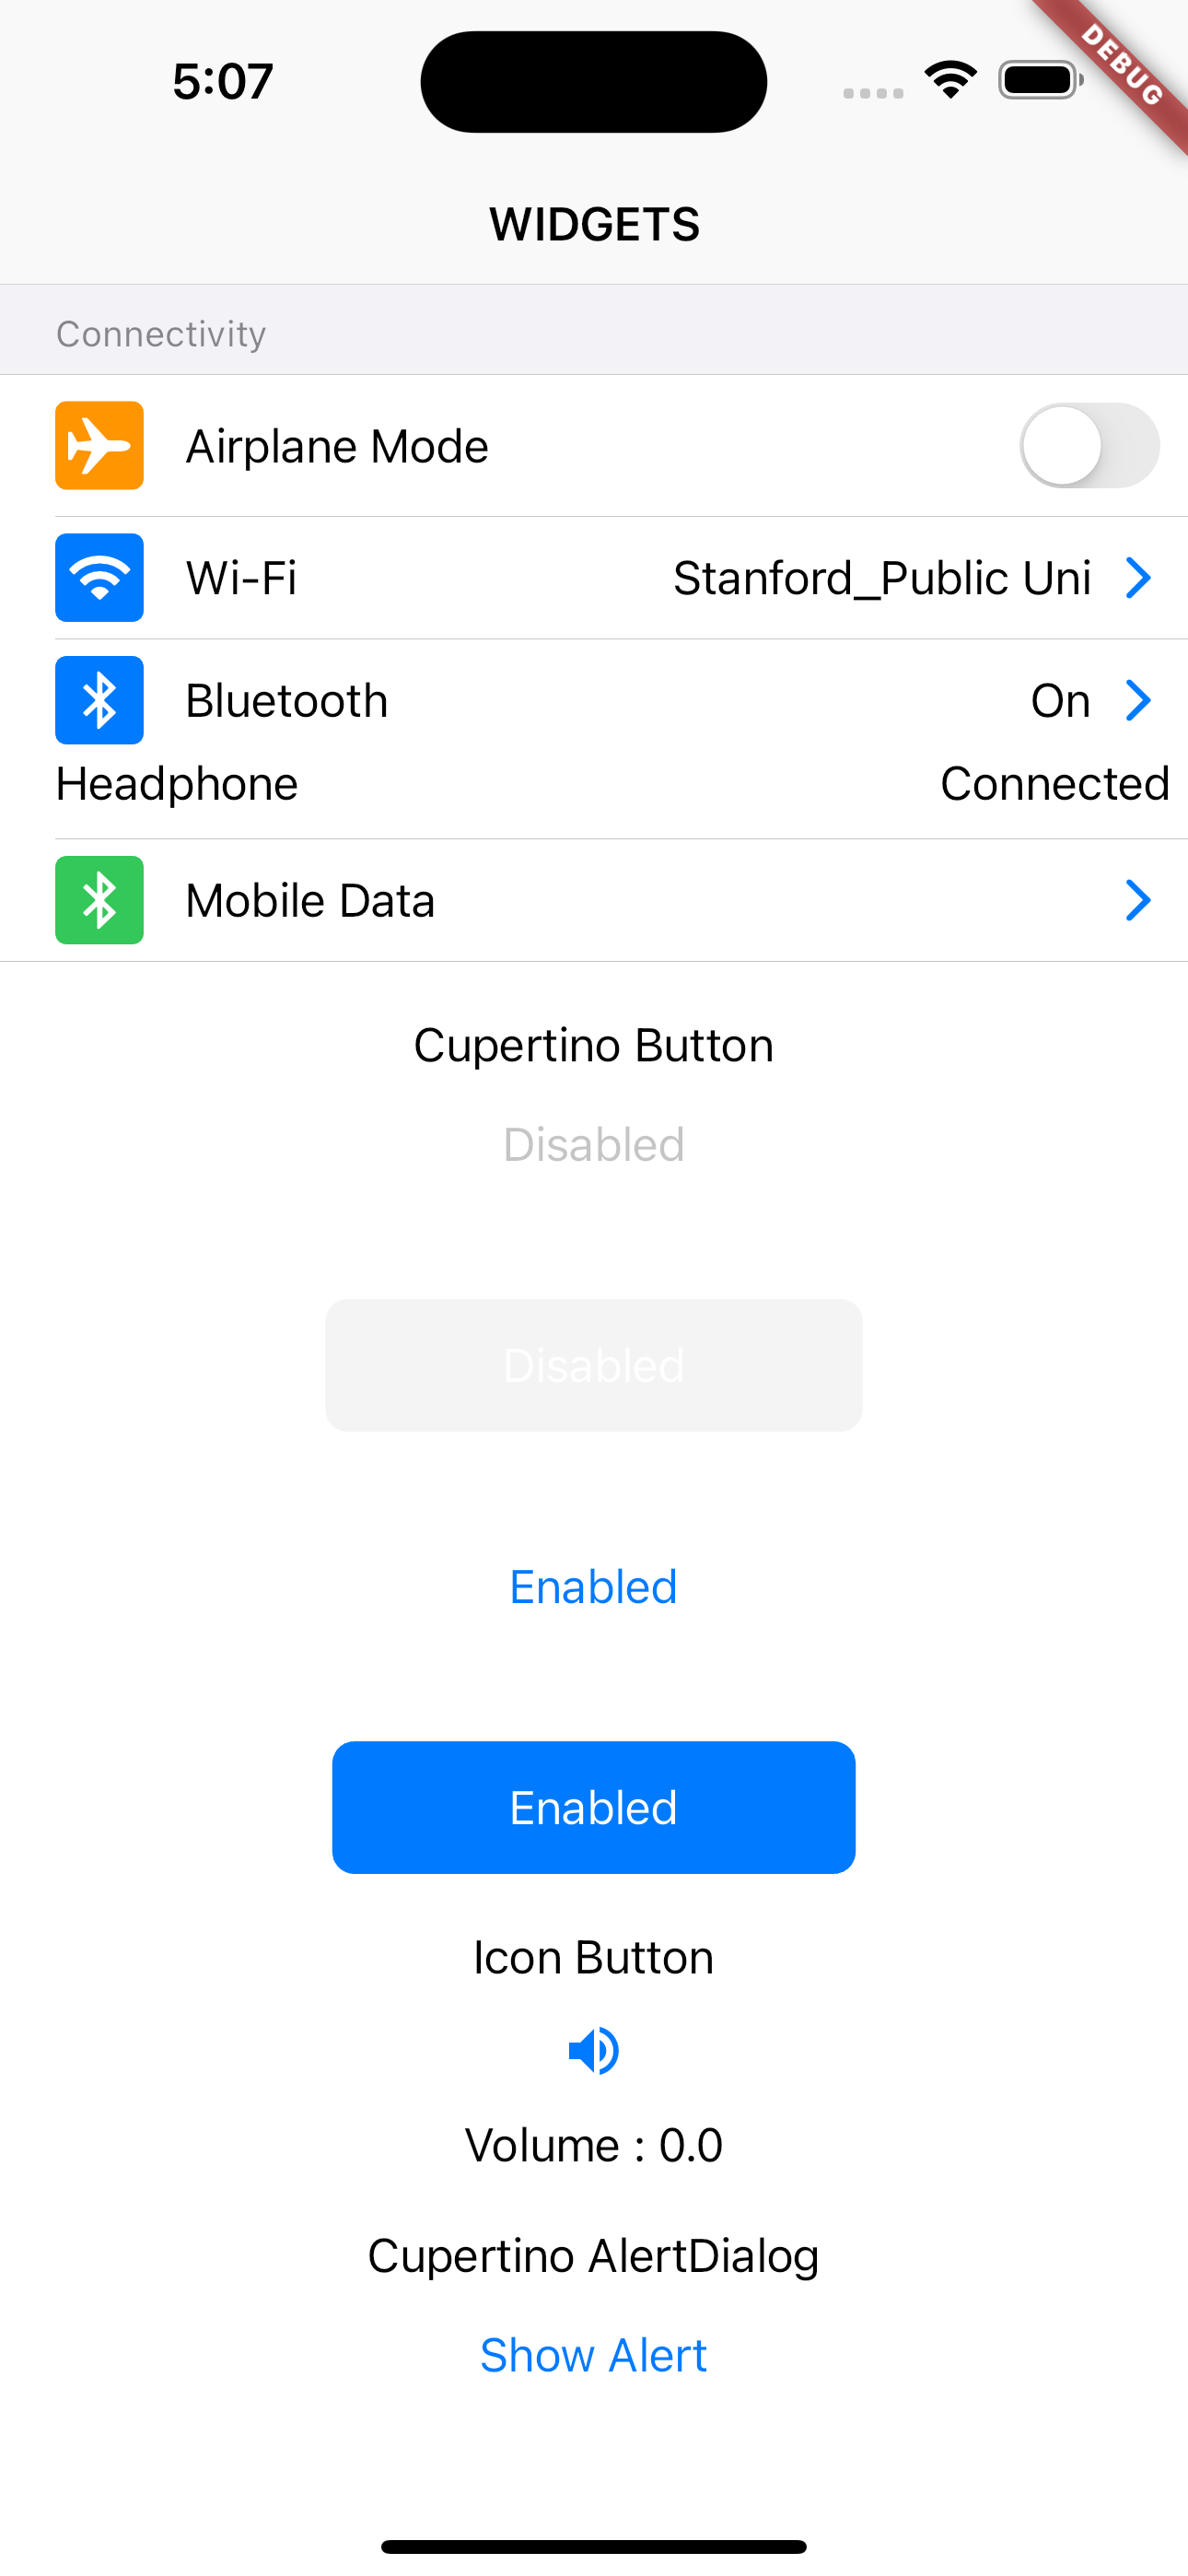 5:07
DEBUG
WIDGETS
Connectivity
Airplane Mode
Wi-Fi Stanford_Public Uni
Bluetooth On
Headphone Connected
Mobile Data
Cupertino Button
Disabled
Disabled
Enabled
Enabled
Icon Button
Volume : 0.0
Cupertino AlertDialog
Show Alert